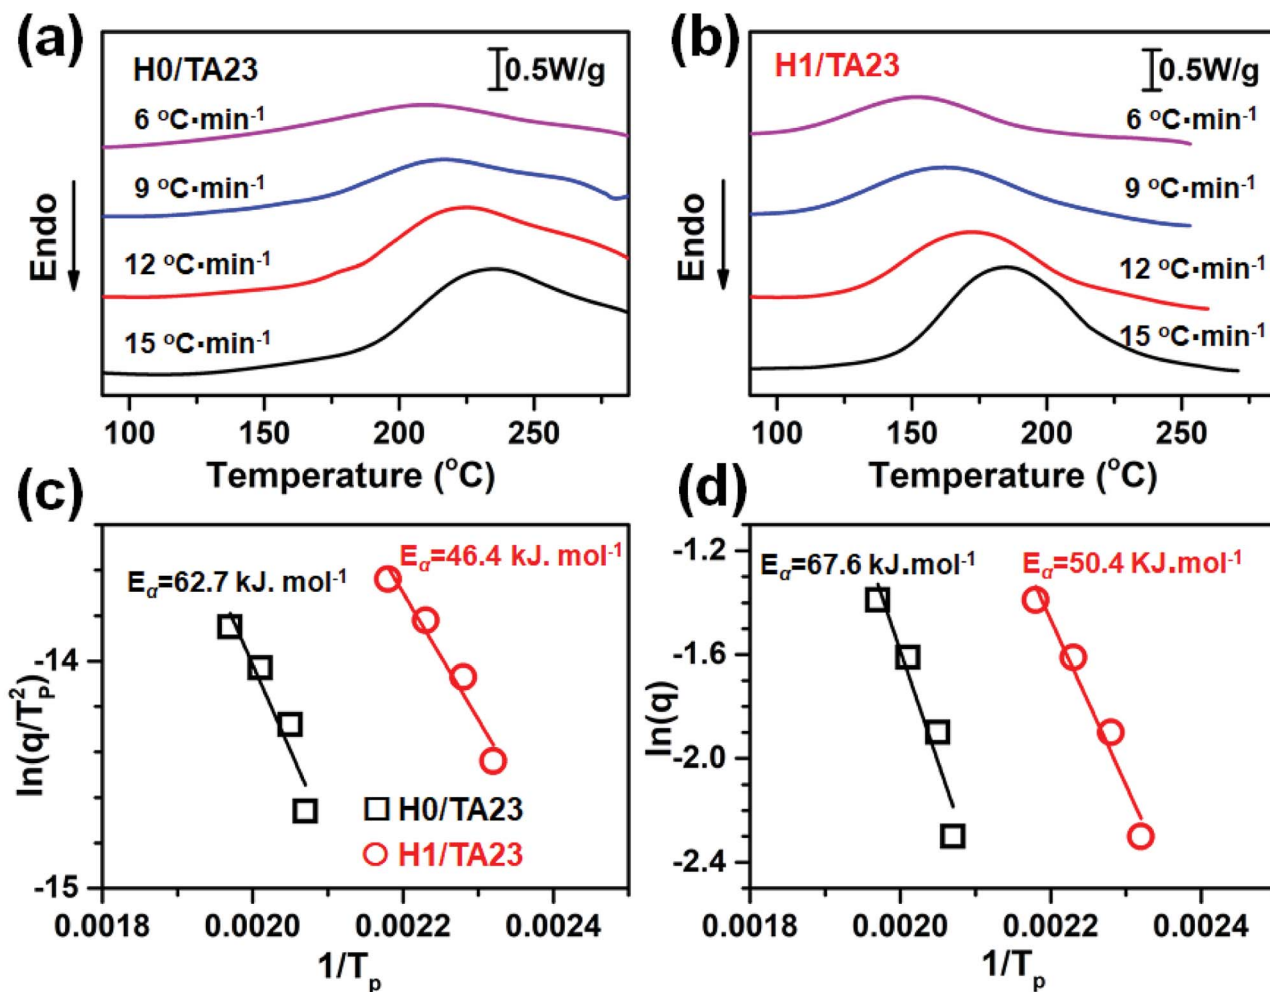 (a)
H0/TA23
0.5W/g
6 °C·min-1
9 °C·min-1
12 °C·min-1
15 °C·min-1
Endo
100 150 200 250
Temperature (°C)
(b)
H1/TA23
0.5W/g
6 °C·min-1
9 °C·min-1
12 °C·min-1
15 °C·min-1
Endo
100 150 200 250
Temperature (°C)
(c)
Eα=62.7 kJ. mol-1
Eα=46.4 kJ. mol-1
-14
-15
ln(q/TP2)
H0/TA23
H1/TA23
0.0018 0.0020 0.0022 0.0024
1/Tp
(d)
Eα=67.6 kJ.mol-1
Eα=50.4 KJ.mol-1
-1.2
-1.6
-2.0
-2.4
ln(q)
0.0018 0.0020 0.0022 0.0024
1/Tp